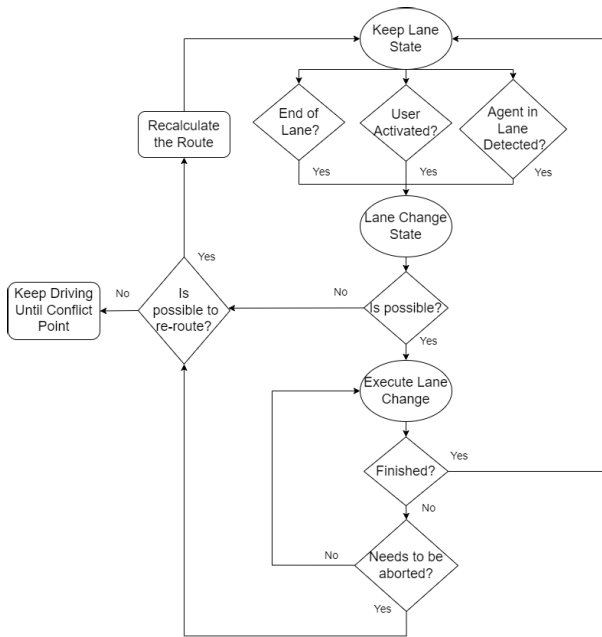 Keep Lane
State
End of
Lane?
User
Activated?
Agent in
Lane
Detected?
Recalculate
the Route
Yes
Yes
Yes
Lane Change
State
Yes
Keep Driving
Until Conflict
Point
No
Is
possible to
re-route?
No
Is possible?
Yes
Execute Lane
Change
Finished?
Yes
No
No
Needs to be
aborted?
Yes